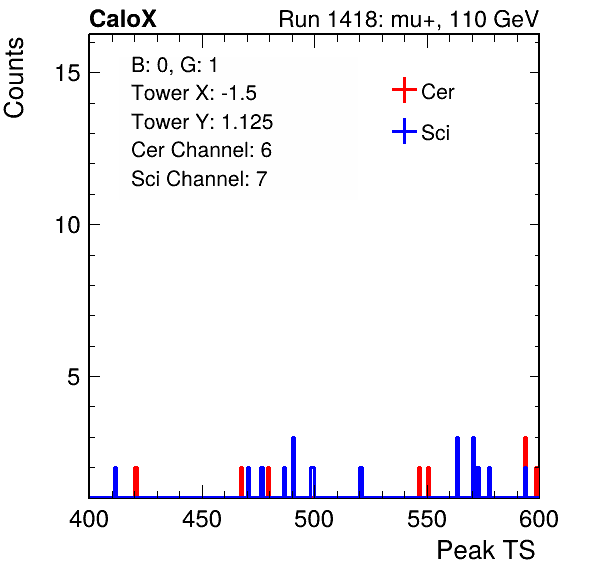 CaloX Run 1418: mu+, 110 GeV
Counts
B: 0, G: 1
Tower X: -1.5
Tower Y: 1.125
Cer Channel: 6
Sci Channel: 7
Cer
Sci
15
10
5
400 450 500 550 600
Peak TS